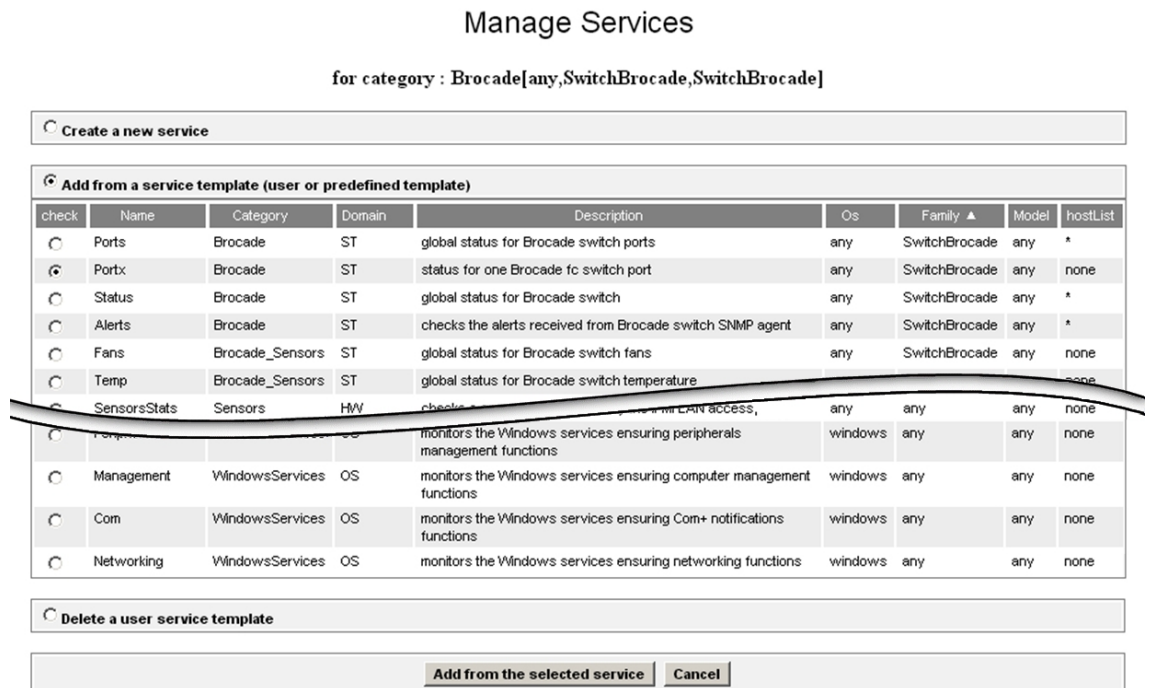 Manage Services
for category : Brocade[any,SwitchBrocade,SwitchBrocade]
Create a new service
Add from a service template (user or predefined template)
check Name Category Domain Description Os Family ▲ Model hostList
Ports Brocade ST global status for Brocade switch ports any SwitchBrocade any *
Portx Brocade ST status for one Brocade fc switch port any SwitchBrocade any none
Status Brocade ST global status for Brocade switch any SwitchBrocade any *
Alerts Brocade ST checks the alerts received from Brocade switch SNMP agent any SwitchBrocade any *
Fans Brocade_Sensors ST global status for Brocade switch fans any SwitchBrocade any none
Temp Brocade_Sensors ST global status for Brocade switch temperature none
SensorsStats Sensors HW checks LAN access, any any any none
monitors the Windows services ensuring peripherals windows any any none
management functions
Management WindowsServices OS monitors the Windows services ensuring computer management windows any any none
functions
Com WindowsServices OS monitors the Windows services ensuring Com+ notifications windows any any none
functions
Networking WindowsServices OS monitors the Windows services ensuring networking functions windows any any none
Delete a user service template
Add from the selected service Cancel